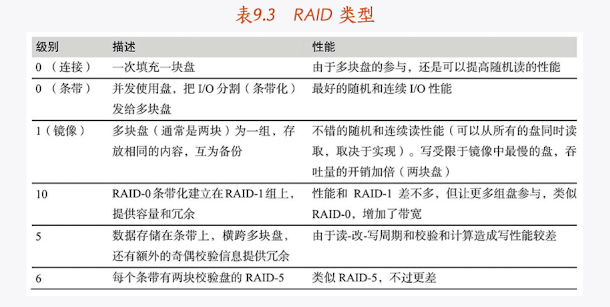 表9.3 RAID 类型
级别 描述 性能
0 （连接） 一次填充一块盘 由于多块盘的参与，还是可以提高随机读的性能
0 （条带） 并发使用盘，把 I/O 分割（条带化） 最好的随机和连续 I/O 性能
发给多块盘
1（镜像） 多块盘（通常是两块）为一组，存 不错的随机和连续读性能（可以从所有的盘同时读
放相同的内容，互为备份 取，取决于实现）。写受限于镜像中最慢的盘，吞
吐量的开销加倍（两块盘）
10 RAID-0 条带化建立在 RAID-1 组上， 性能和 RAID-1 差不多，但让更多组盘参与，类似
提供容量和冗余 RAID-0，增加了带宽
5 数据存储在条带上，横跨多块盘， 由于读-改-写周期和校验和计算造成写性能较差
还有额外的奇偶校验信息提供冗余
6 每个条带有两块校验盘的 RAID-5 类似 RAID-5，不过更差